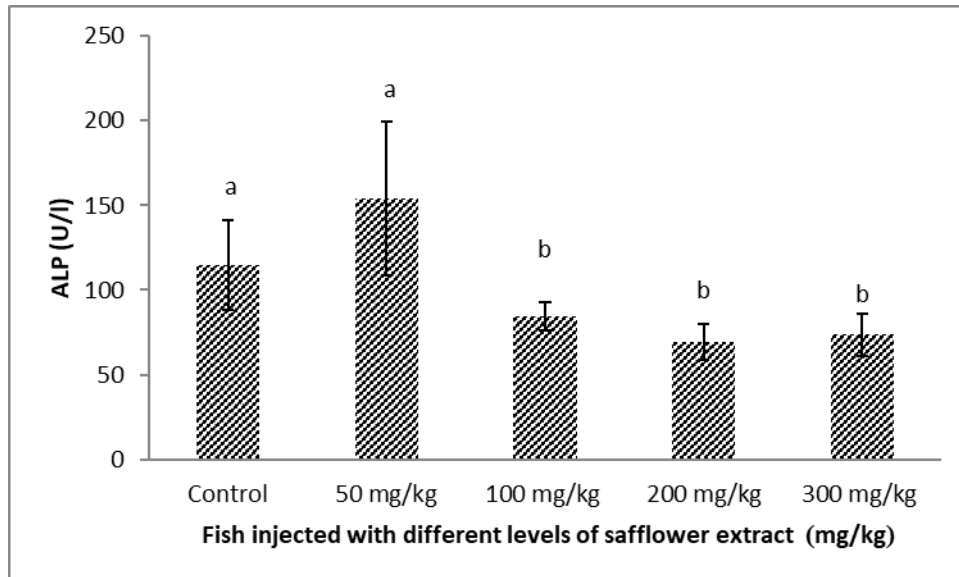 250
200
150
100
50
0
ALP (U/l)
a
a
b
b
b
Control 50 mg/kg 100 mg/kg 200 mg/kg 300 mg/kg
Fish injected with different levels of safflower extract (mg/kg)